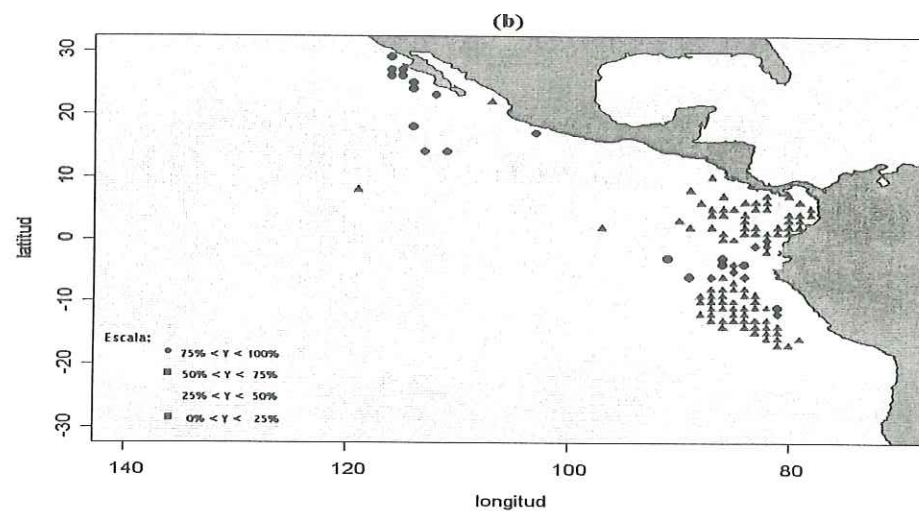 (b)
30
20
10
0
-10
-20
-30
latitud
Escala:
75% < Y < 100%
50% < Y < 75%
25% < Y < 50%
0% < Y < 25%
140 120 100 80
longitud